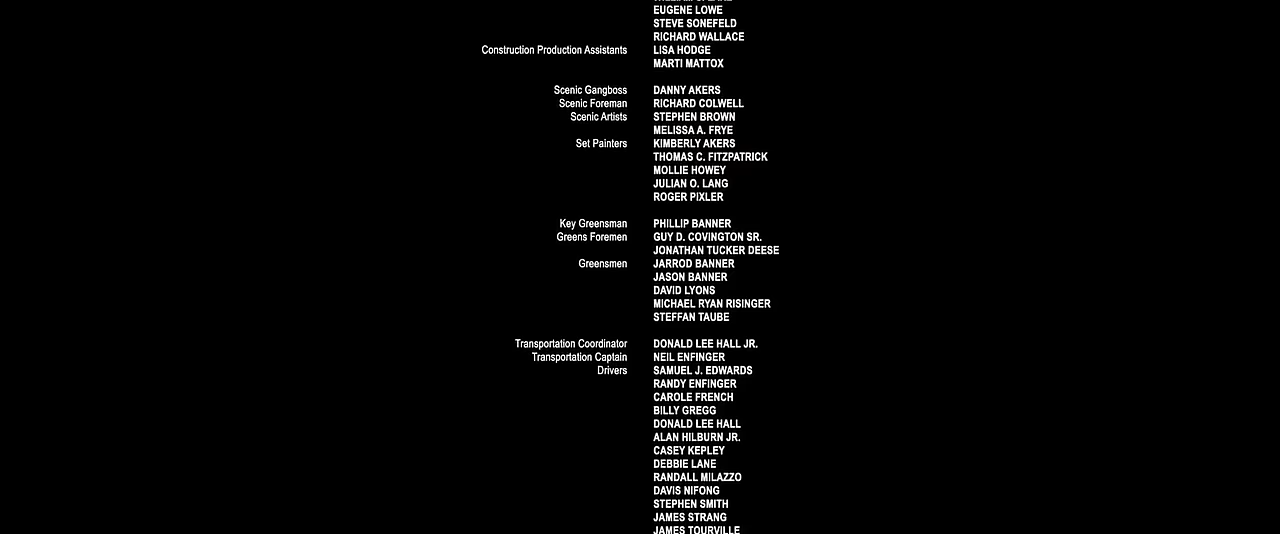 EUGENE LOWE
STEVE SONEFELD
RICHARD WALLACE
Construction Production Assistants LISA HODGE
MARTI MATTOX
Scenic Gangboss DANNY AKERS
Scenic Foreman RICHARD COLWELL
Scenic Artists STEPHEN BROWN
MELISSA A. FRYE
Set Painters KIMBERLY AKERS
THOMAS C. FITZPATRICK
MOLLIE HOWEY
JULIAN O. LANG
ROGER PIXLER
Key Greensman PHILLIP BANNER
Greens Foremen GUY D. COVINGTON SR.
JONATHAN TUCKER DEESE
Greensmen JARROD BANNER
JASON BANNER
DAVID LYONS
MICHAEL RYAN RISINGER
STEFFAN TAUBE
Transportation Coordinator DONALD LEE HALL JR.
Transportation Captain NEIL ENFINGER
Drivers SAMUEL J. EDWARDS
RANDY ENFINGER
CAROLE FRENCH
BILLY GREGG
DONALD LEE HALL
ALAN HILBURN JR.
CASEY KEPLEY
DEBBIE LANE
RANDALL MILAZZO
DAVIS NIFONG
STEPHEN SMITH
JAMES STRANG
JAMES TOURVILLE